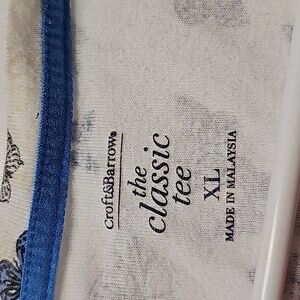 Croft&Barrow®
the
classic
tee
XL
MADE IN MALAYSIA